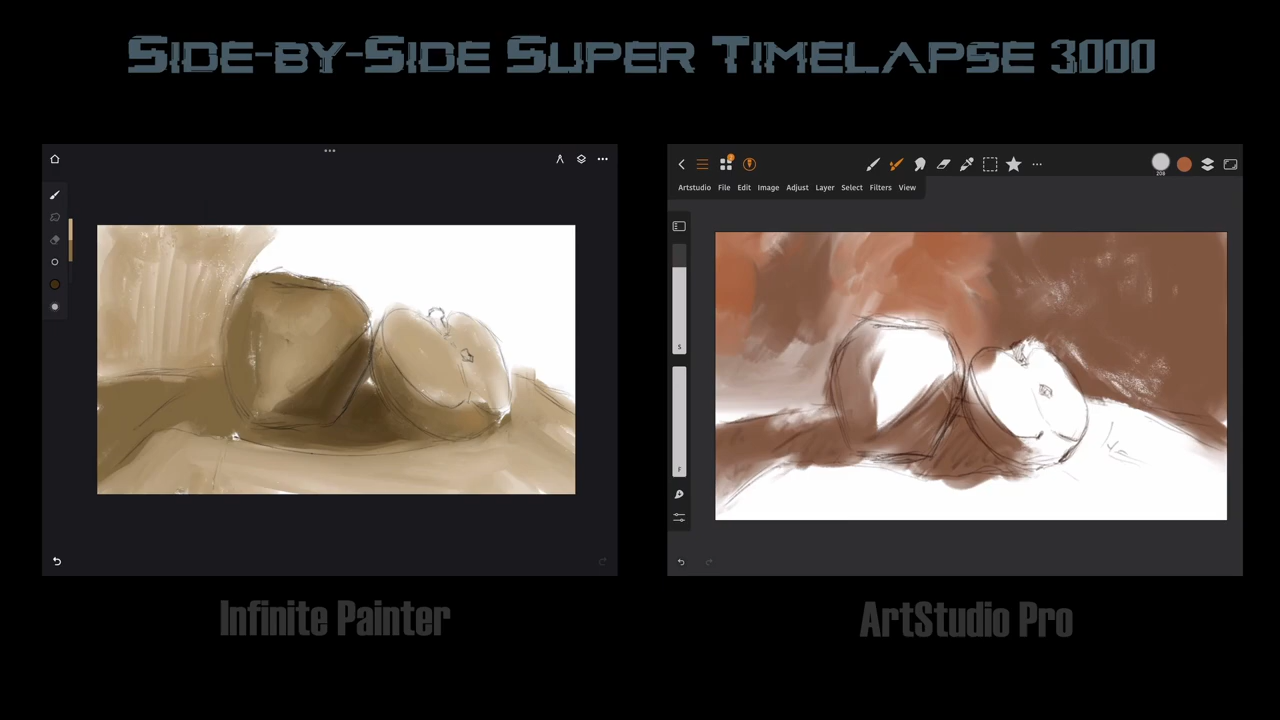 Side-by-Side Super Timelapse 3000
208
Artstudio File Edit Image Adjust Layer Select Filters View
S
F
Infinite Painter
ArtStudio Pro